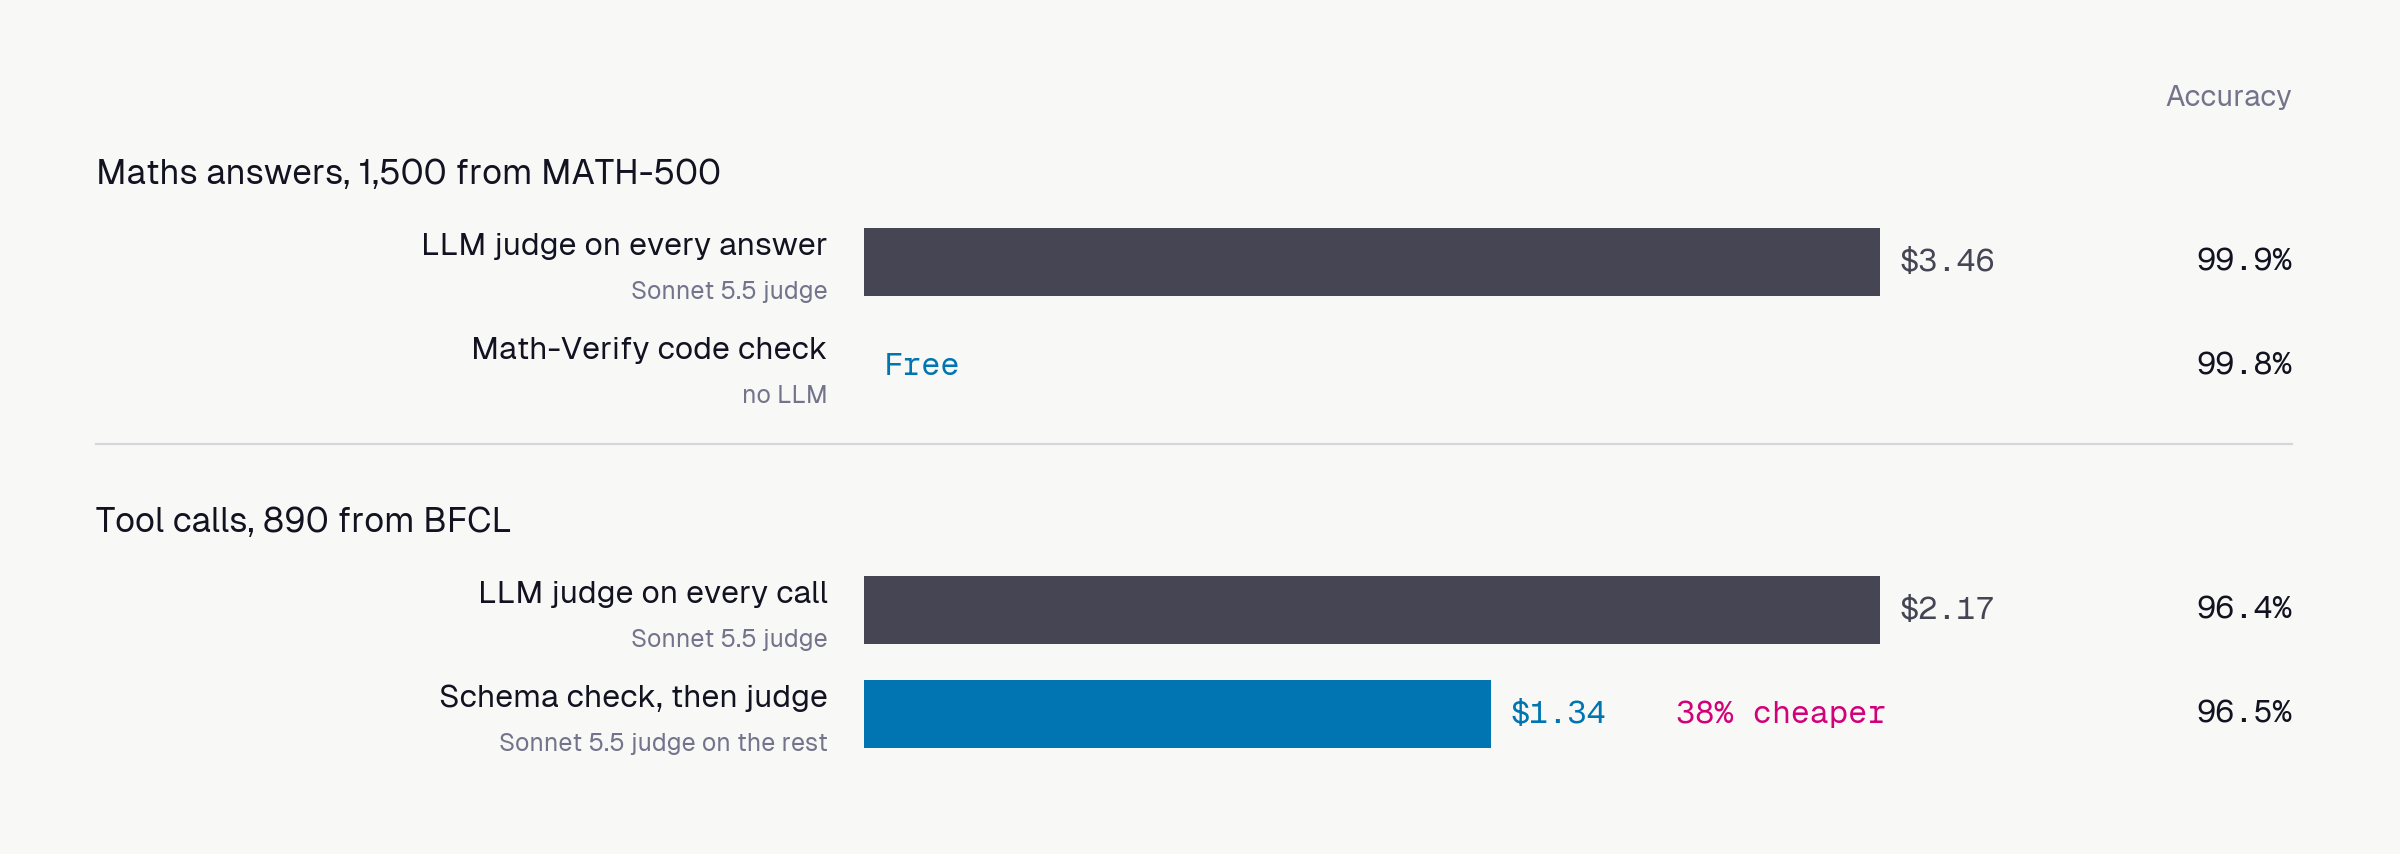 Accuracy
Maths answers, 1,500 from MATH-500
LLM judge on every answer
Sonnet 5.5 judge
$3.46
99.9%
Math-Verify code check
no LLM
Free
99.8%
Tool calls, 890 from BFCL
LLM judge on every call
Sonnet 5.5 judge
$2.17
96.4%
Schema check, then judge
Sonnet 5.5 judge on the rest
$1.34
38% cheaper
96.5%